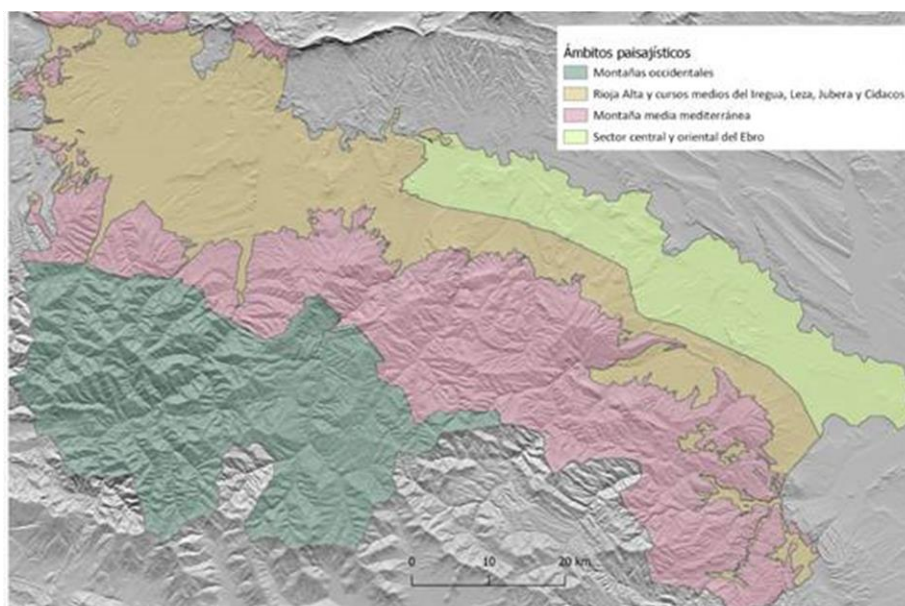 Ámbitos paisajísticos
Montañas occidentales
Rioja Alta y cursos medios del Iregua, Leza, Jubera y Cidacos
Montaña media mediterránea
Sector central y oriental del Ebro
0 10 20 km